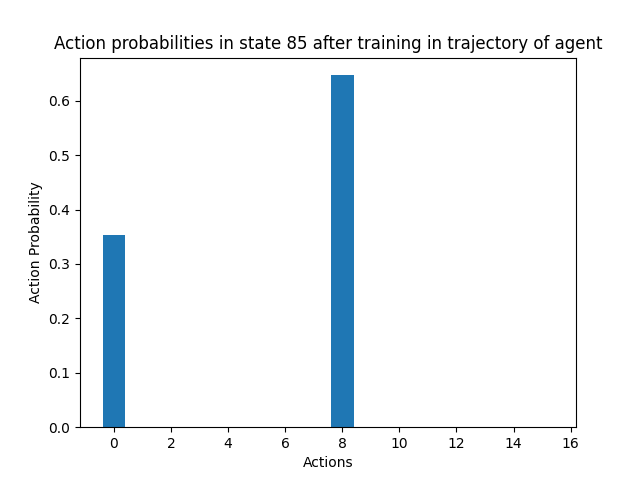 Action probabilities in state 85 after training in trajectory of agent
Action Probability
0.6
0.5
0.4
0.3
0.2
0.1
0.0
0 2 4 6 8 10 12 14 16
Actions